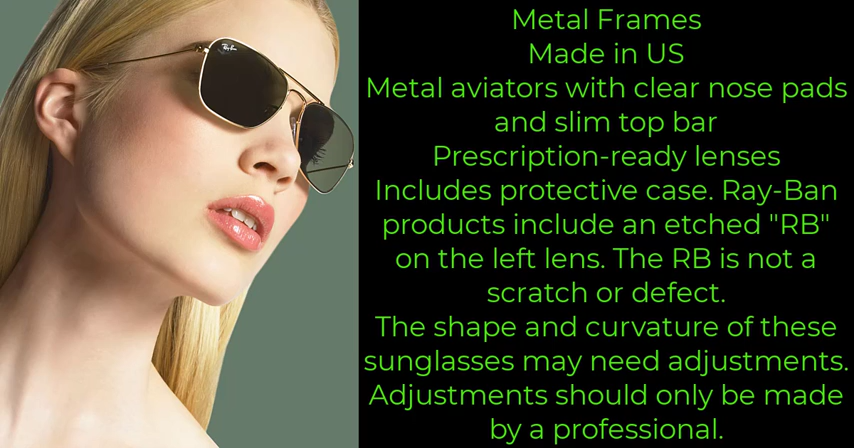 Ray-Ban
Metal Frames
Made in US
Metal aviators with clear nose pads
and slim top bar
Prescription-ready lenses
Includes protective case. Ray-Ban
products include an etched "RB"
on the left lens. The RB is not a
scratch or defect.
The shape and curvature of these
sunglasses may need adjustments.
Adjustments should only be made
by a professional.